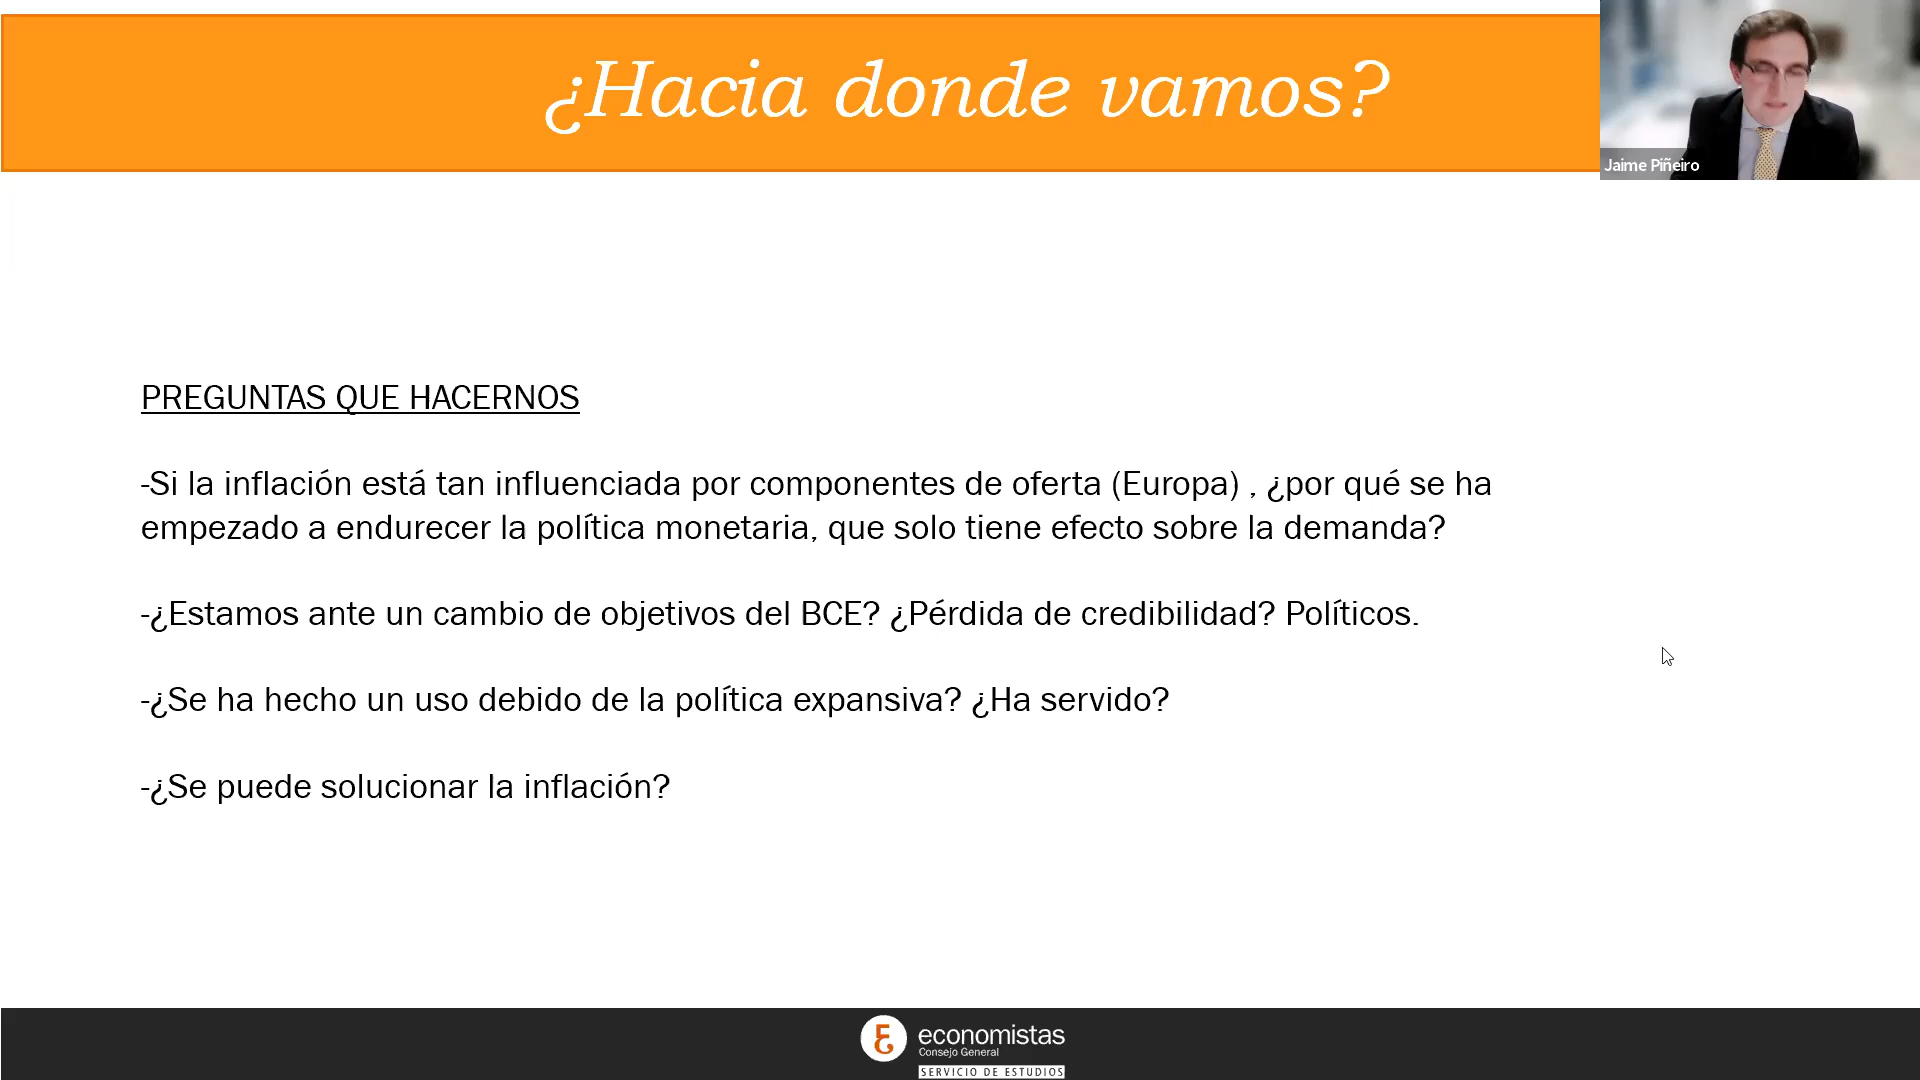 ¿Hacia donde vamos?
Jaime Piñeiro
PREGUNTAS QUE HACERNOS
-Si la inflación está tan influenciada por componentes de oferta (Europa) , ¿por qué se ha
empezado a endurecer la política monetaria, que solo tiene efecto sobre la demanda?
-¿Estamos ante un cambio de objetivos del BCE? ¿Pérdida de credibilidad? Políticos.
-¿Se ha hecho un uso debido de la política expansiva? ¿Ha servido?
-¿Se puede solucionar la inflación?
economistas
Consejo General
SERVICIO DE ESTUDIOS